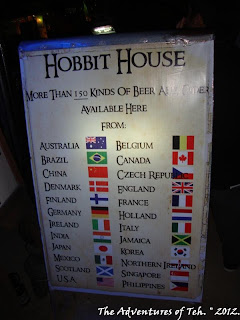 HOBBIT HOUSE
MORE THAN 150 KINDS OF BEER ALL OVER
AVAILABLE HERE
FROM:
AUSTRALIA BELGIUM
BRAZIL CANADA
CHINA CZECH REPUBLIC
DENMARK ENGLAND
FINLAND FRANCE
GERMANY HOLLAND
IRELAND ITALY
INDIA JAMAICA
JAPAN KOREA
MEXICO NORTHERN IRELAND
SCOTLAND SINGAPORE
USA PHILIPPINES
The Adventures of Teh. ® 2012.